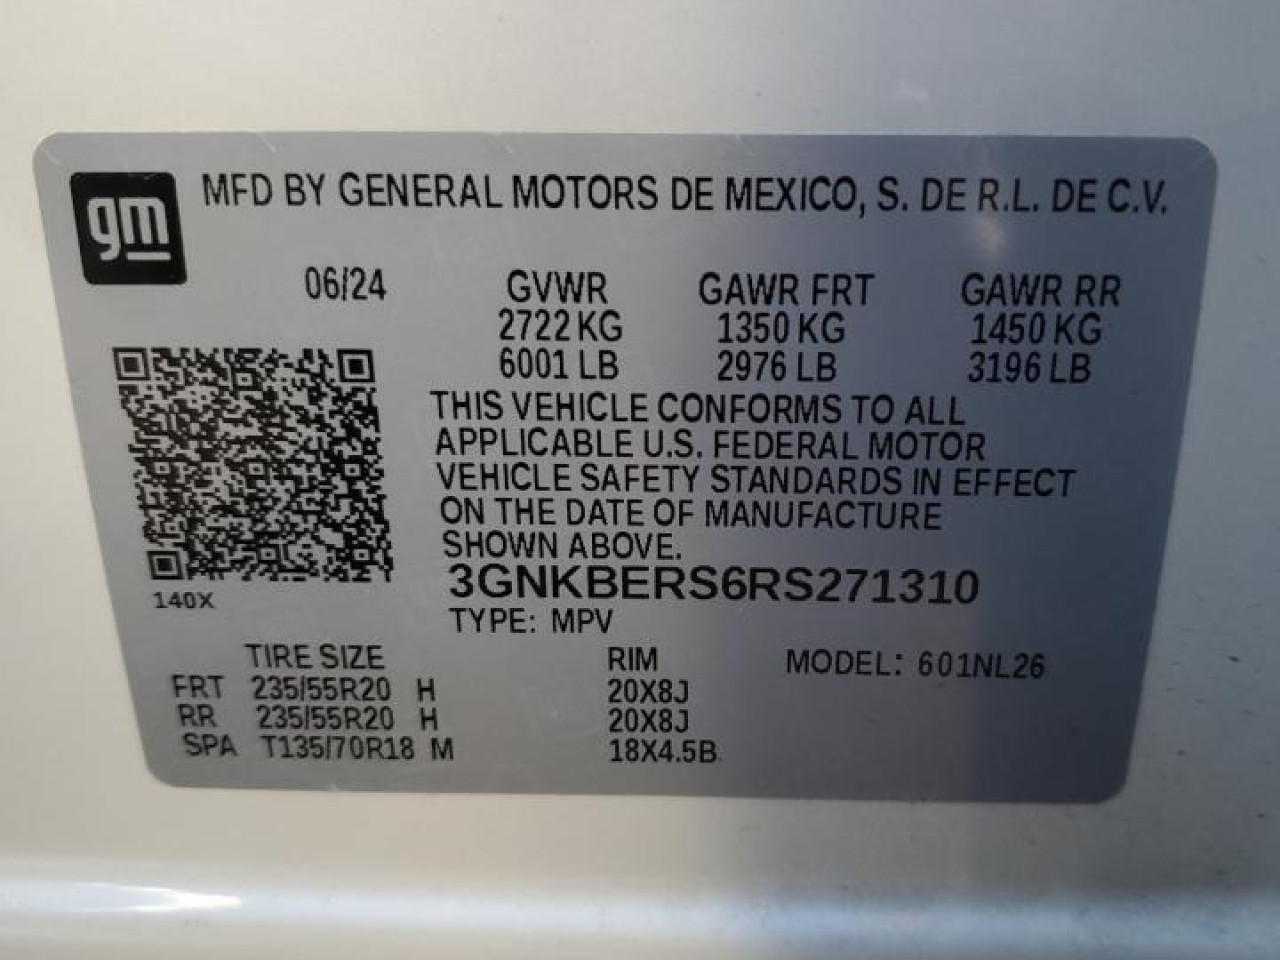 gm
MFD BY GENERAL MOTORS DE MEXICO, S. DE R.L. DE C.V.
06/24 GVWR GAWR FRT GAWR RR
2722 KG 1350 KG 1450 KG
6001 LB 2976 LB 3196 LB
THIS VEHICLE CONFORMS TO ALL
APPLICABLE U.S. FEDERAL MOTOR
VEHICLE SAFETY STANDARDS IN EFFECT
ON THE DATE OF MANUFACTURE
SHOWN ABOVE.
3GNKBERS6RS271310
140X
TYPE: MPV
TIRE SIZE RIM MODEL: 601NL26
FRT 235/55R20 H 20X8J
RR 235/55R20 H 20X8J
SPA T135/70R18 M 18X4.5B